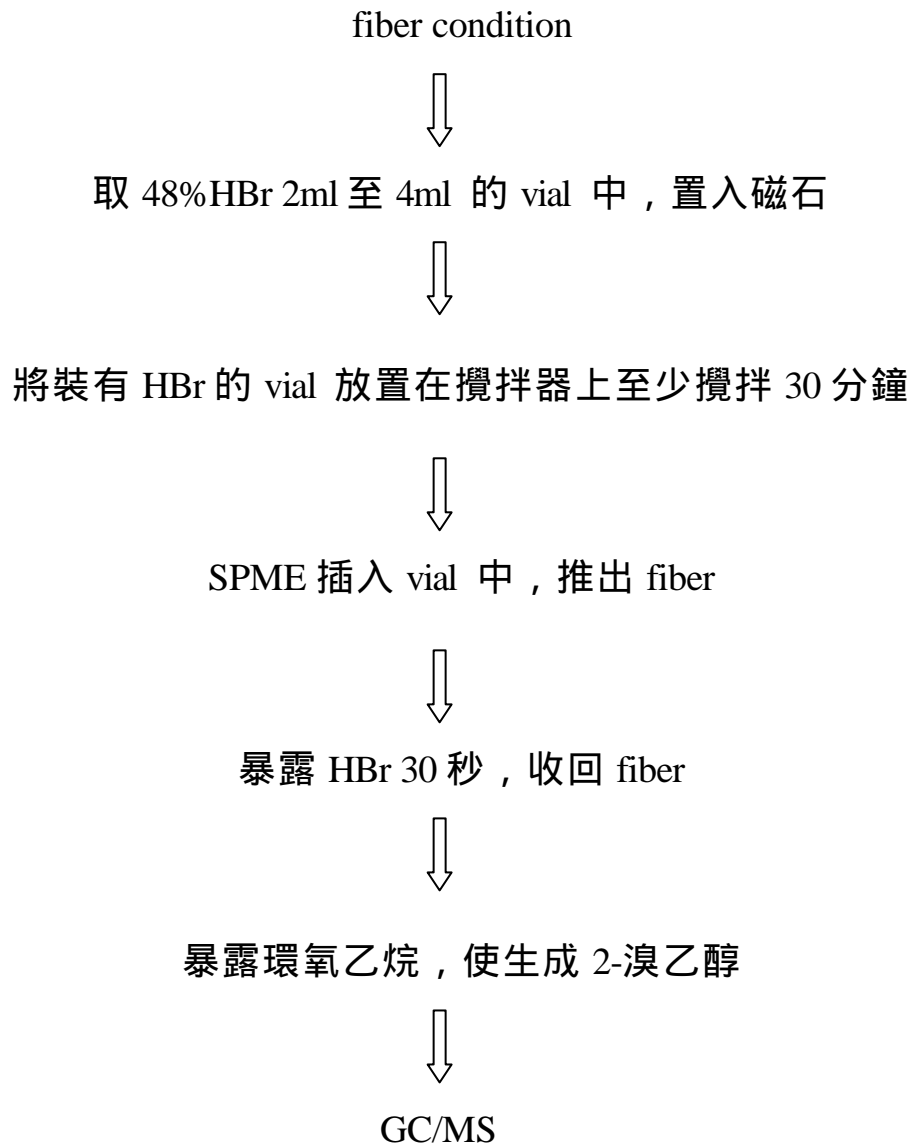 fiber condition
取 48%HBr 2ml 至 4ml 的 vial 中，置入磁石
將裝有 HBr 的 vial 放置在攪拌器上至少攪拌 30 分鐘
SPME 插入 vial 中，推出 fiber
暴露 HBr 30 秒，收回 fiber
暴露環氧乙烷，使生成 2-溴乙醇
GC/MS